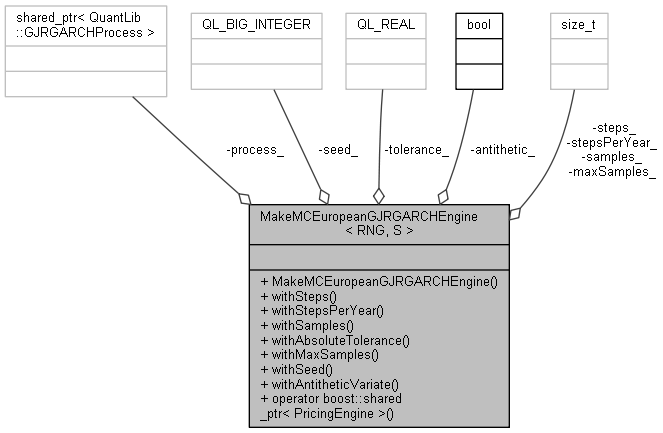 shared_ptr< QuantLib
::GJRGARCHProcess >
QL_BIG_INTEGER
QL_REAL
bool
size_t
-process_
-seed_
-tolerance_
-antithetic_
-steps_
-stepsPerYear_
-samples_
-maxSamples_
MakeMCEuropeanGJRGARCHEngine
< RNG, S >
+ MakeMCEuropeanGJRGARCHEngine()
+ withSteps()
+ withStepsPerYear()
+ withSamples()
+ withAbsoluteTolerance()
+ withMaxSamples()
+ withSeed()
+ withAntitheticVariate()
+ operator boost::shared
_ptr< PricingEngine >()